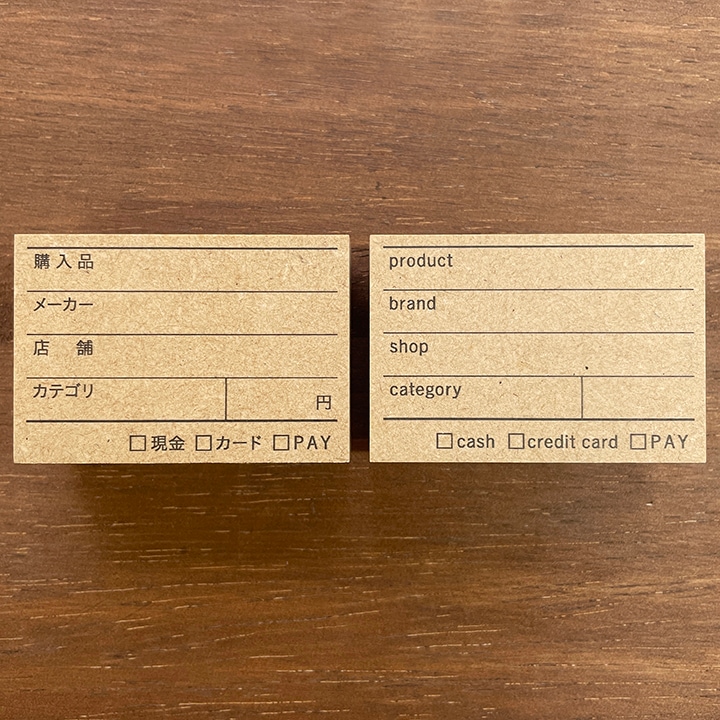 購入品
メーカー
店舗
カテゴリ
円
□現金 □カード □PAY
product
brand
shop
category
□cash □credit card □PAY